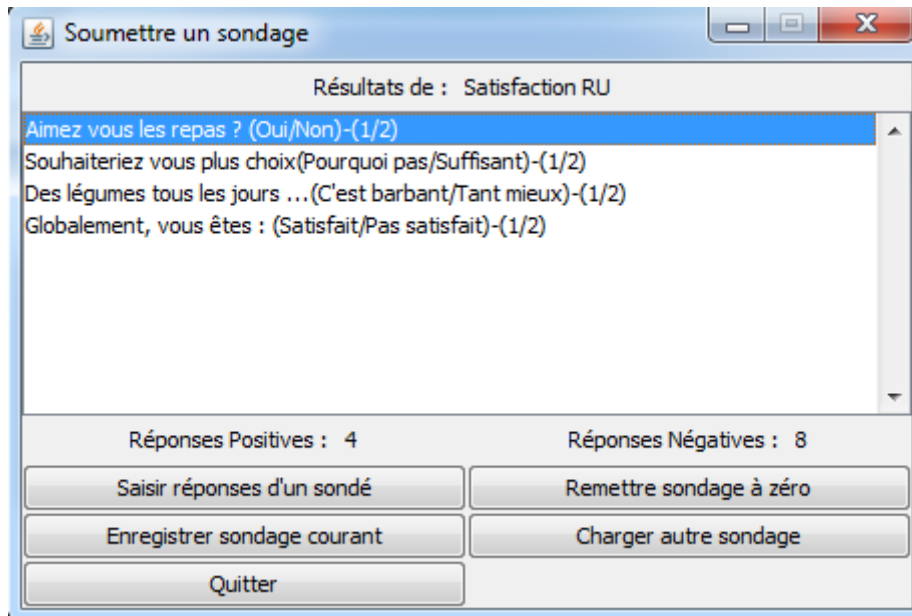 Soumettre un sondage
Résultats de : Satisfaction RU
Aimez vous les repas ? (Oui/Non)-(1/2)
Souhaiteriez vous plus choix(Pourquoi pas/Suffisant)-(1/2)
Des légumes tous les jours ...(C'est barbant/Tant mieux)-(1/2)
Globalement, vous êtes : (Satisfait/Pas satisfait)-(1/2)
Réponses Positives : 4 Réponses Négatives : 8
Saisir réponses d'un sondé Remettre sondage à zéro
Enregistrer sondage courant Charger autre sondage
Quitter